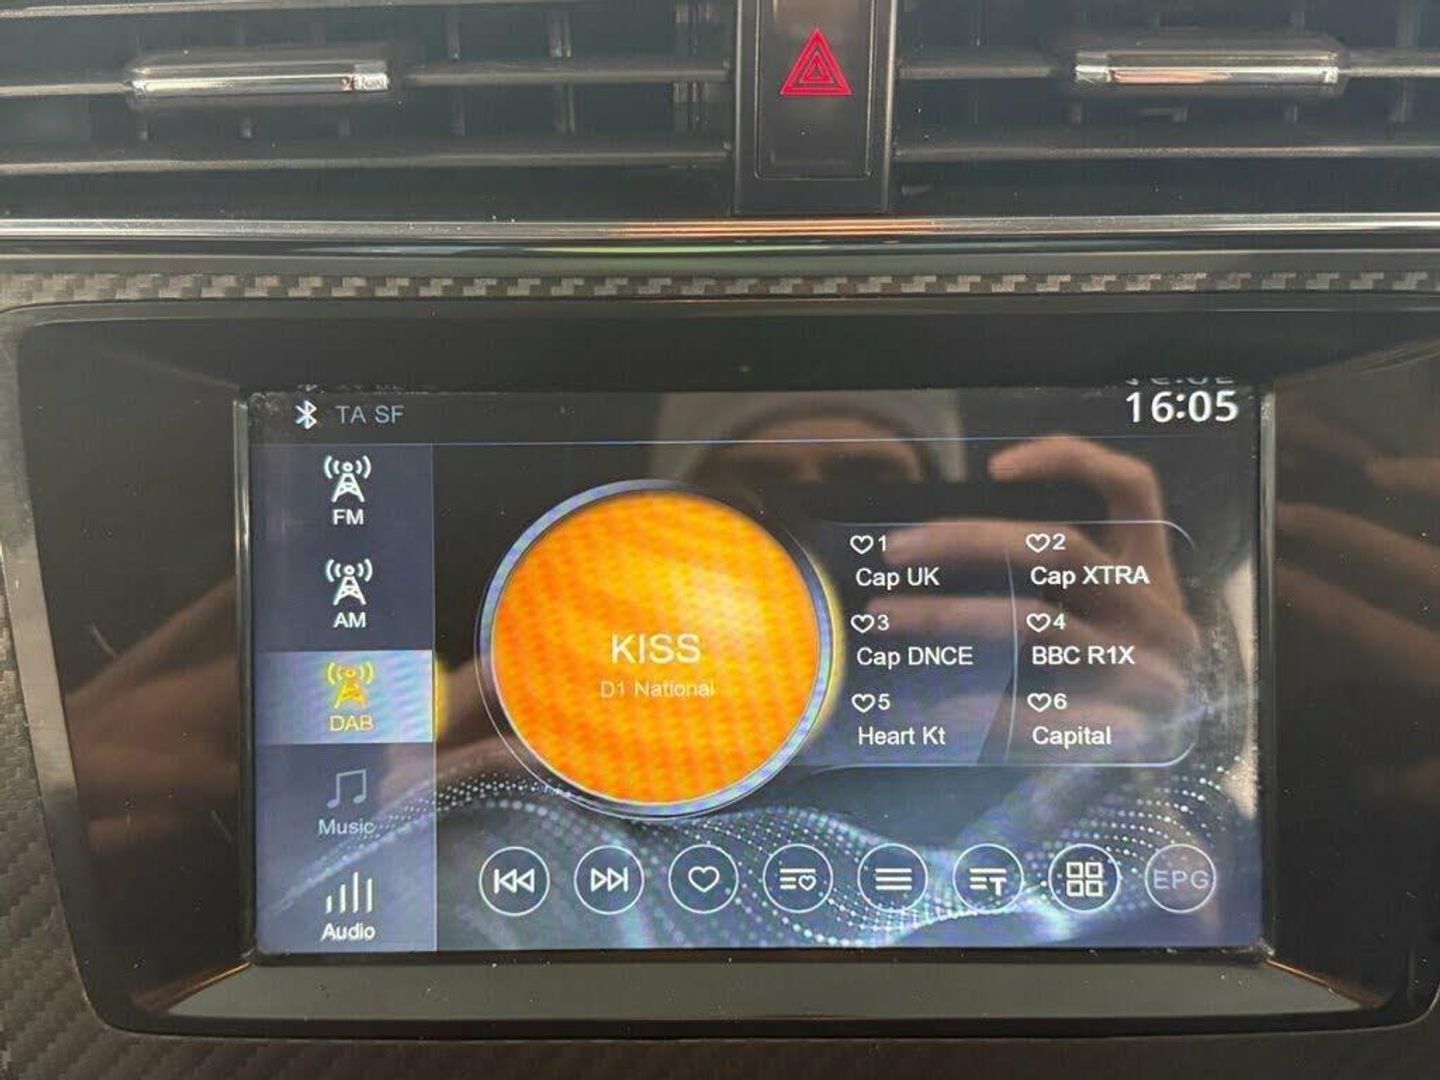 TA SF
16:05
FM
AM
DAB
Music
Audio
KISS
D1 National
1
Cap UK
2
Cap XTRA
3
Cap DNCE
4
BBC R1X
5
Heart Kt
6
Capital
T
EPG